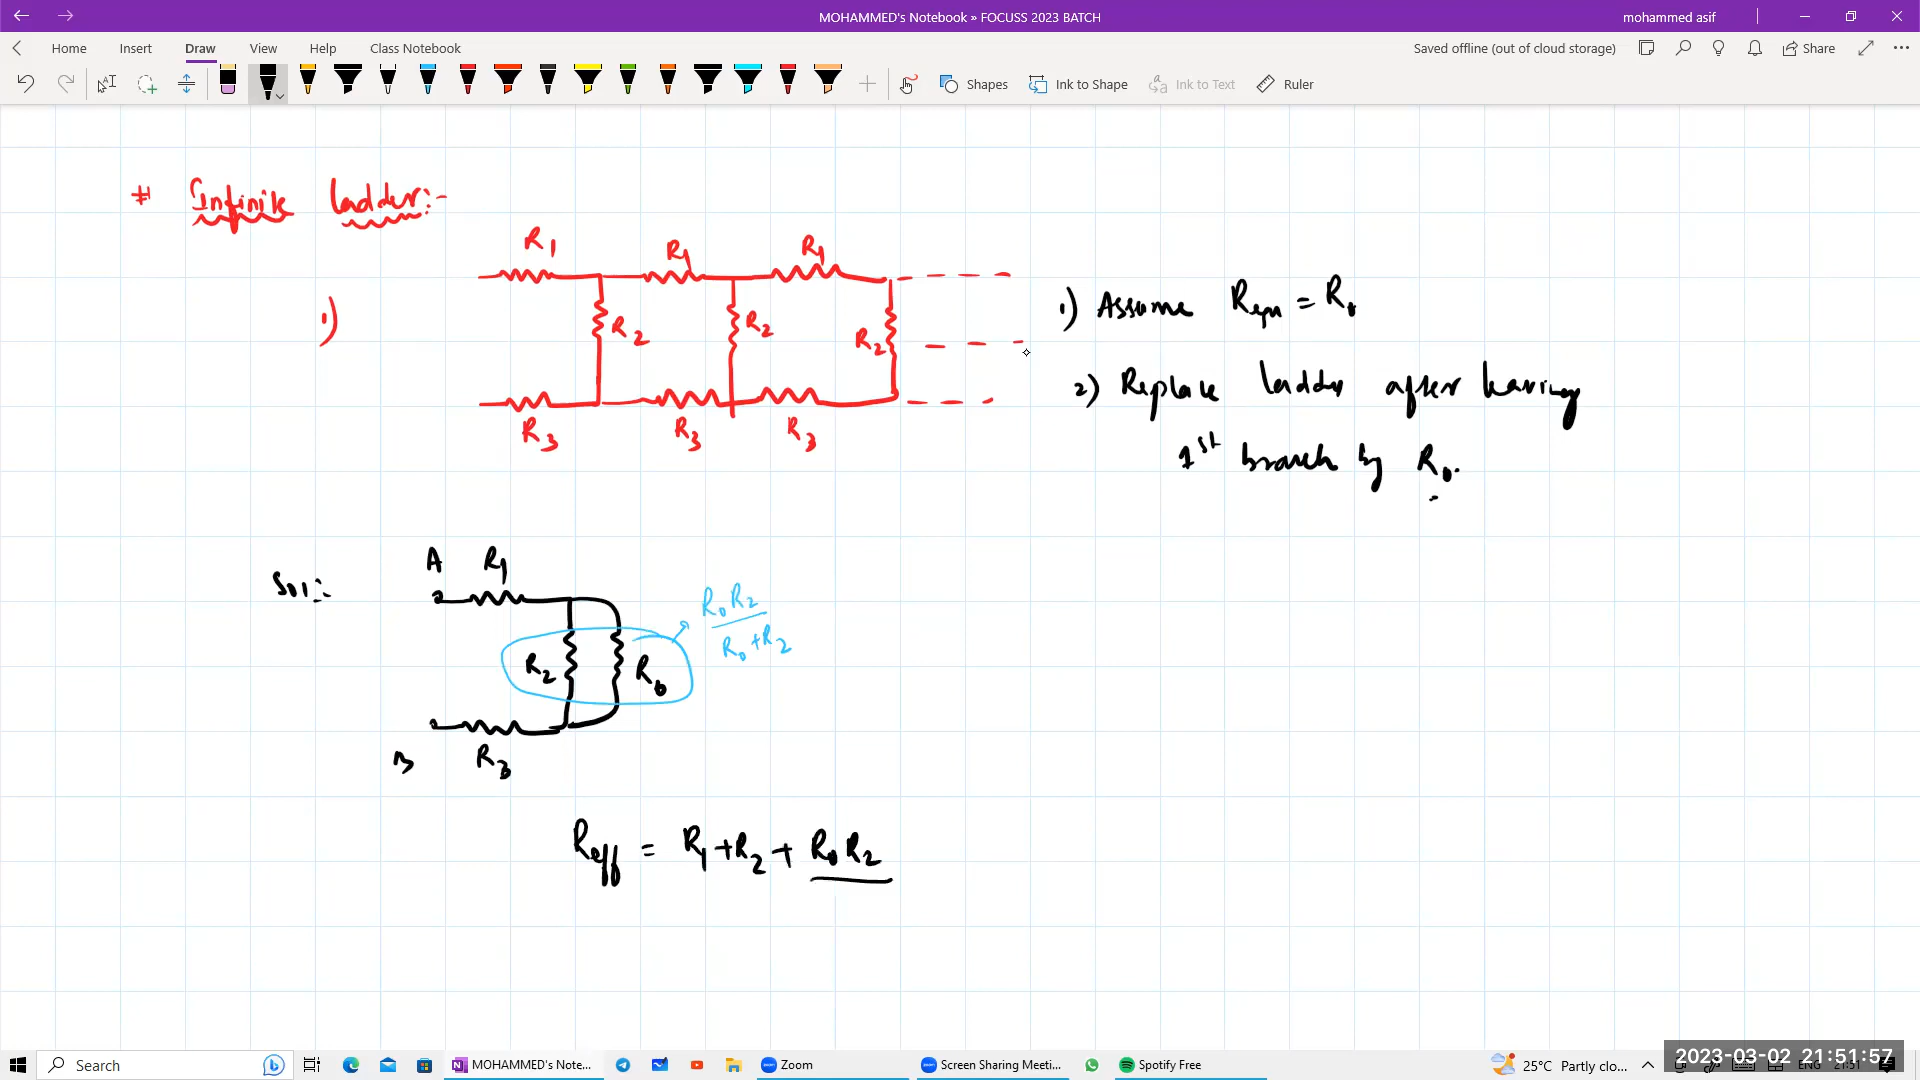 MOHAMMED's Notebook » FOCUSS 2023 BATCH
mohammed asif
Home Insert Draw View Help Class Notebook
Saved offline (out of cloud storage)
Share
Shapes
Ink to Shape
Ink to Text
Ruler
* Infinite ladder:-
R1 R1 R1
1)
R2 R2 R2
R3 R3 R3
1) Assume Reqn = R0
2) Replace ladder after having
1st branch by R0.
Sol:-
A R1
R2 R0
R0R2
R0+R2
B R3
Reff = R1+R2+ R0R2
Search
MOHAMMED's Note...
Zoom
Screen Sharing Meeti...
Spotify Free
25°C Partly clo...
ENG 21:51
2023-03-02 21:51:57